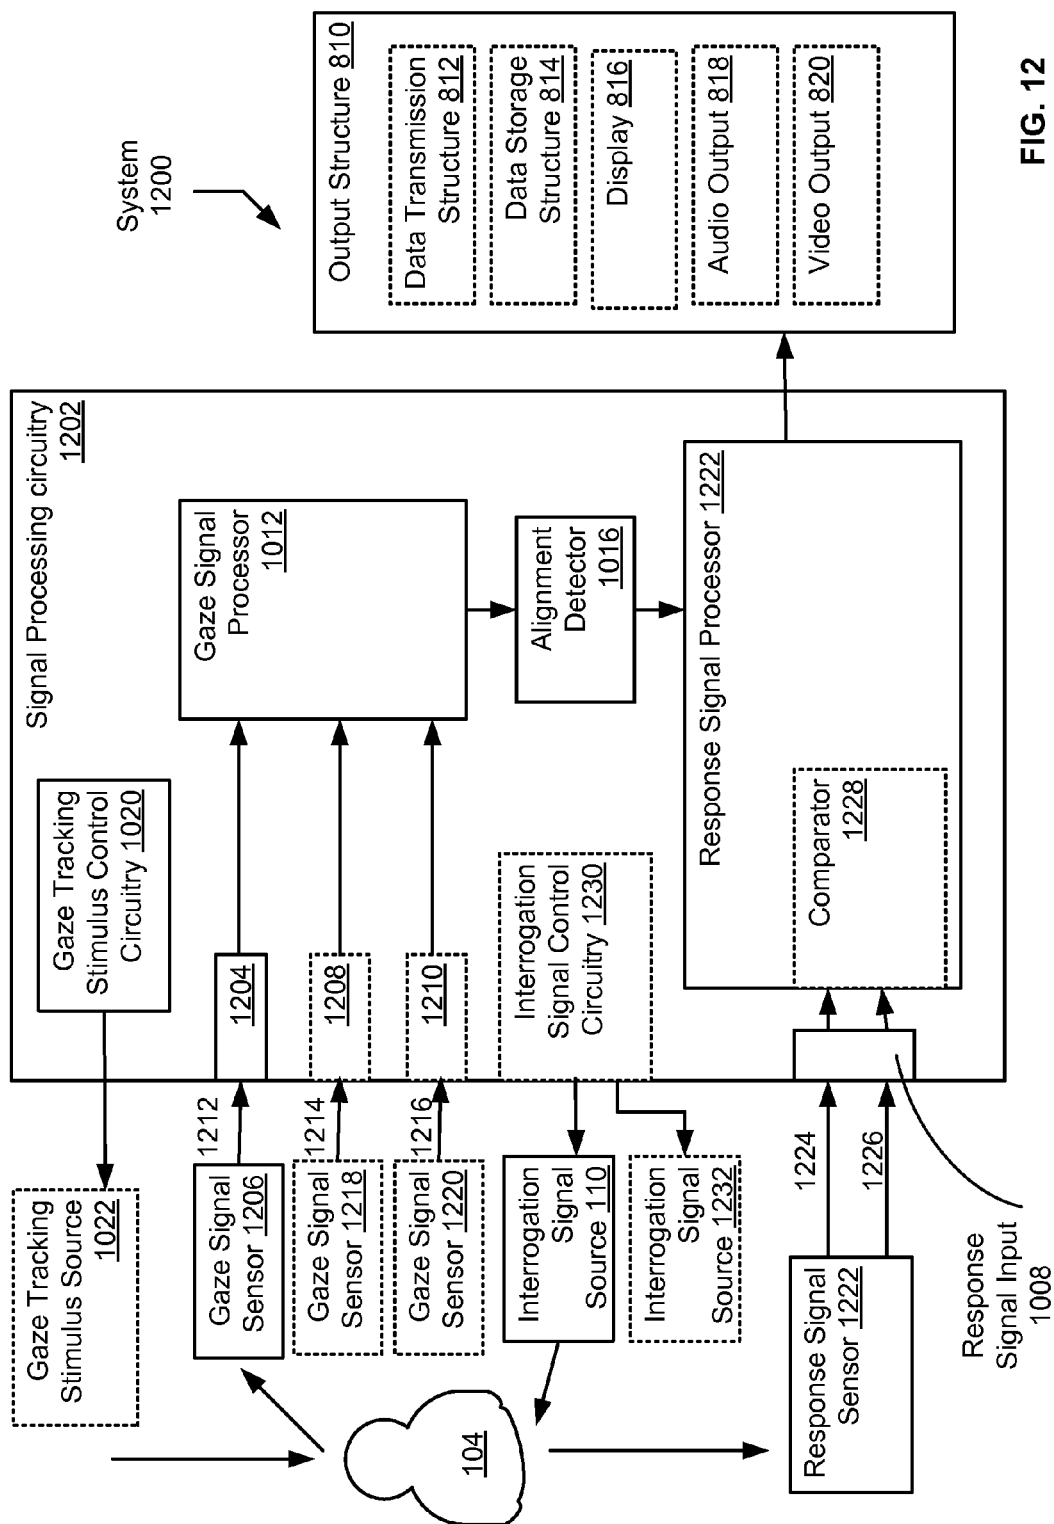 System
1200
Output Structure 810
Data Transmission
Structure 812
Data Storage
Structure 814
Display 816
Audio Output 818
Video Output 820
Signal Processing circuitry
1202
Gaze Tracking
Stimulus Control
Circuitry 1020
Gaze Signal
Processor
1012
1204
1208
1210
Alignment
Detector
1016
Interrogation
Signal Control
Circuitry 1230
Response Signal Processor 1222
Comparator
1228
Gaze Tracking
Stimulus Source
1022
1212
Gaze Signal
Sensor 1206
1214
Gaze Signal
Sensor 1218
1216
Gaze Signal
Sensor 1220
Interrogation
Signal
Source 110
Interrogation
Signal
Source 1232
1224
1226
Response Signal
Sensor 1222
Response
Signal Input
1008
104
FIG. 12